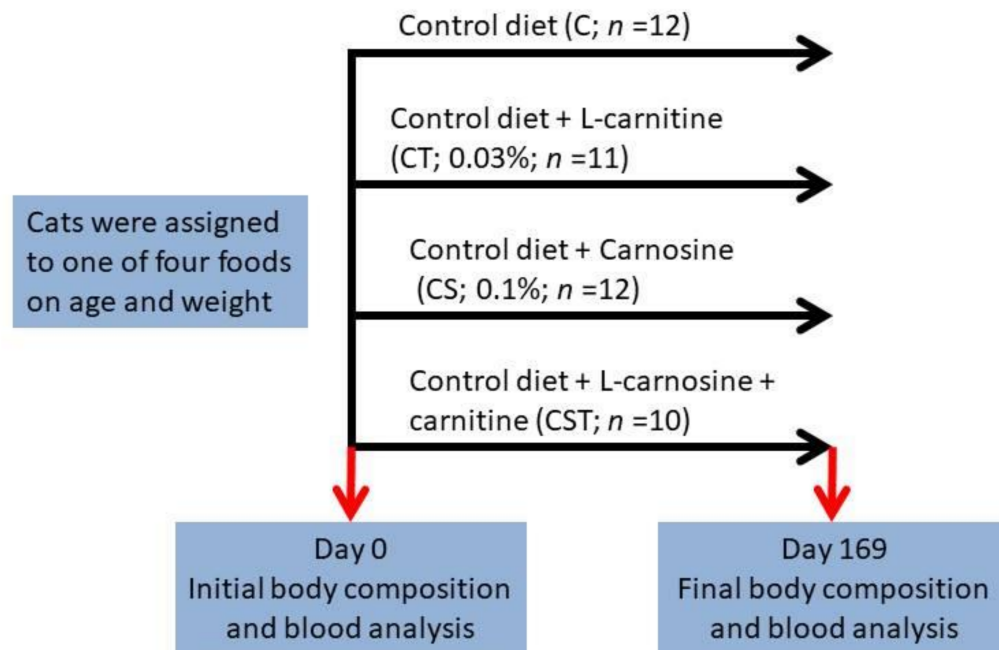 Control diet (C; n =12)
Control diet + L-carnitine
(CT; 0.03%; n =11)
Cats were assigned
to one of four foods
on age and weight
Control diet + Carnosine
(CS; 0.1%; n =12)
Control diet + L-carnosine +
carnitine (CST; n =10)
Day 0
Initial body composition
and blood analysis
Day 169
Final body composition
and blood analysis